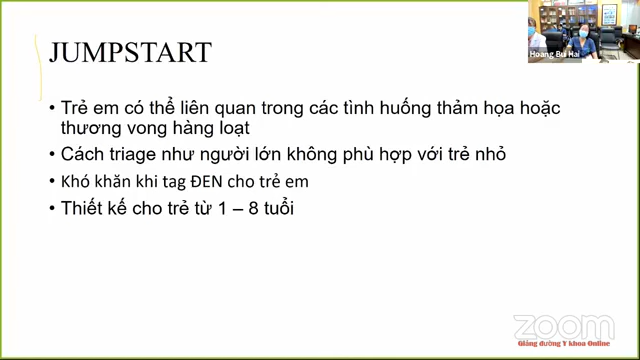 JUMPSTART
Hoang Bui Hai
• Trẻ em có thể liên quan trong các tình huống thảm họa hoặc
thương vong hàng loạt
• Cách triage như người lớn không phù hợp với trẻ nhỏ
• Khó khăn khi tag ĐEN cho trẻ em
• Thiết kế cho trẻ từ 1 – 8 tuổi
zoom
Giảng đường Y khoa Online